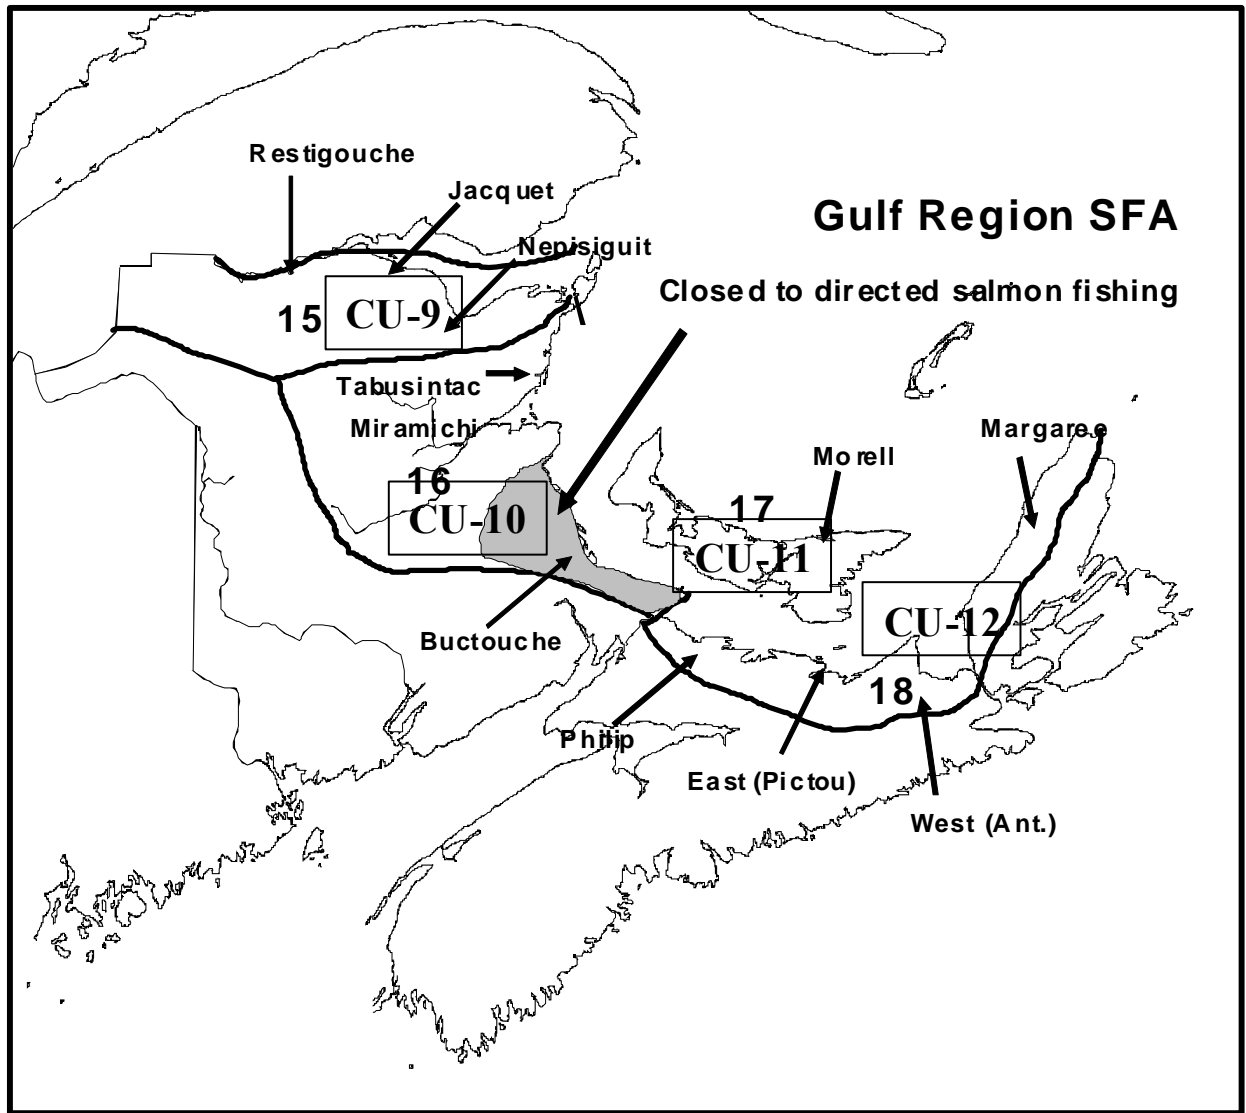 Restigouche
Jacquet
Gulf Region SFA
Nepisiguit
Closed to directed salmon fishing
15
CU-9
Tabusintac
Miramichi
Margaree
Morell
16
17
CU-10
CU-11
CU-12
Buctouche
18
Philip
East (Pictou)
West (Ant.)